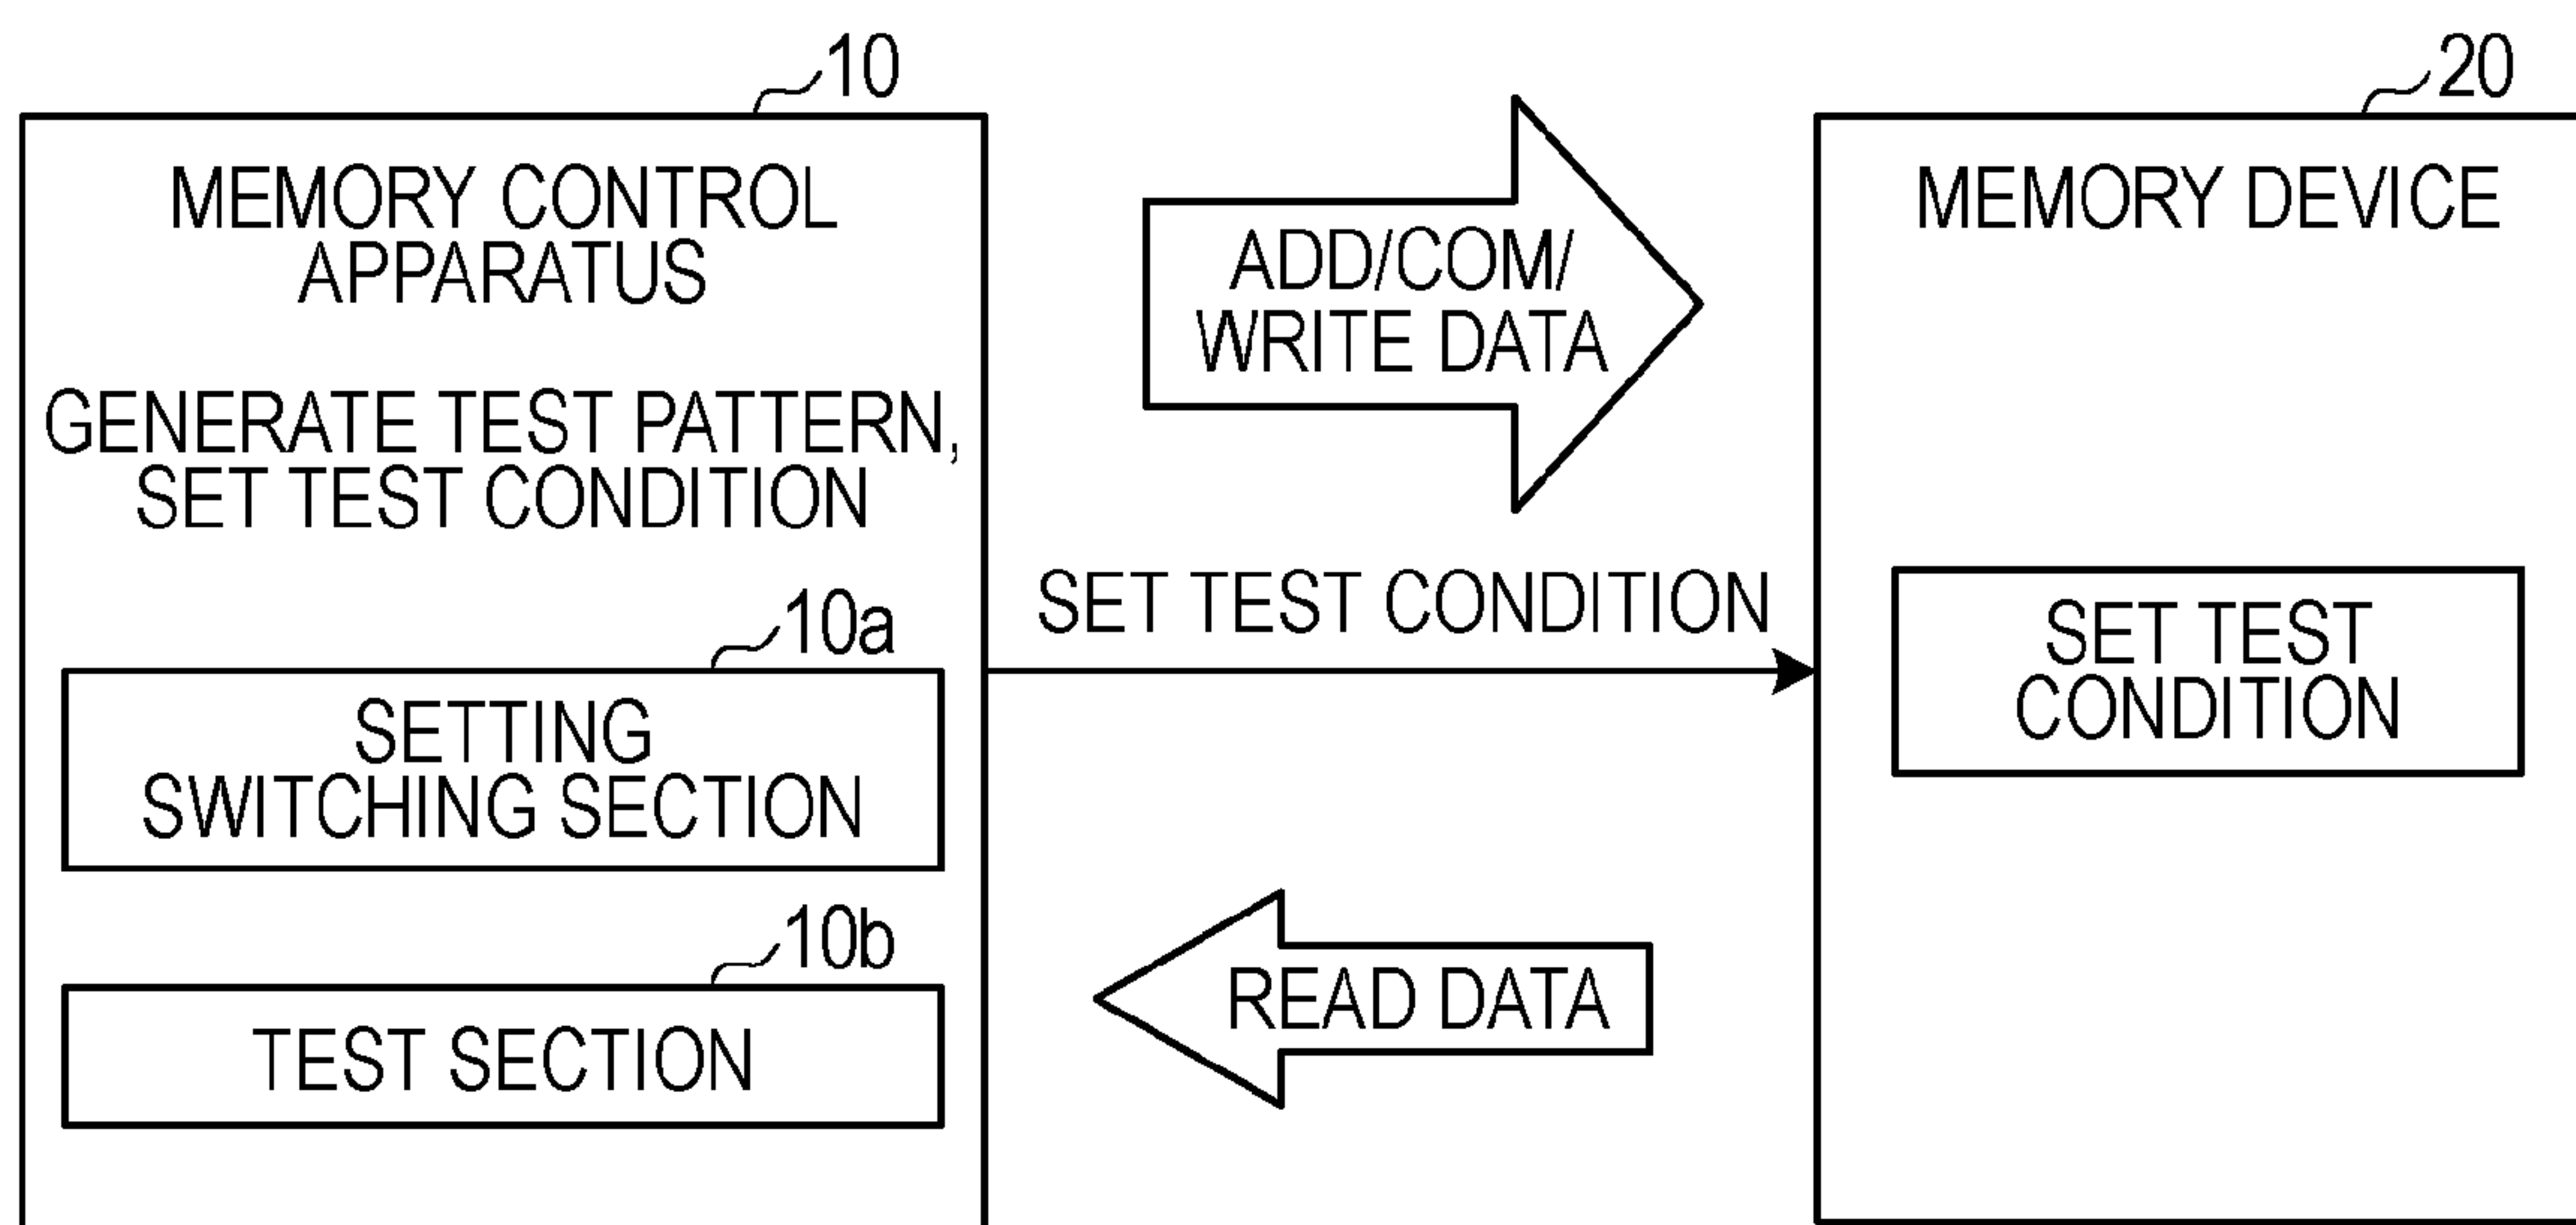 10
MEMORY CONTROL
APPARATUS
GENERATE TEST PATTERN,
SET TEST CONDITION
10a
SETTING
SWITCHING SECTION
10b
TEST SECTION
ADD/COM/
WRITE DATA
SET TEST CONDITION
READ DATA
20
MEMORY DEVICE
SET TEST
CONDITION